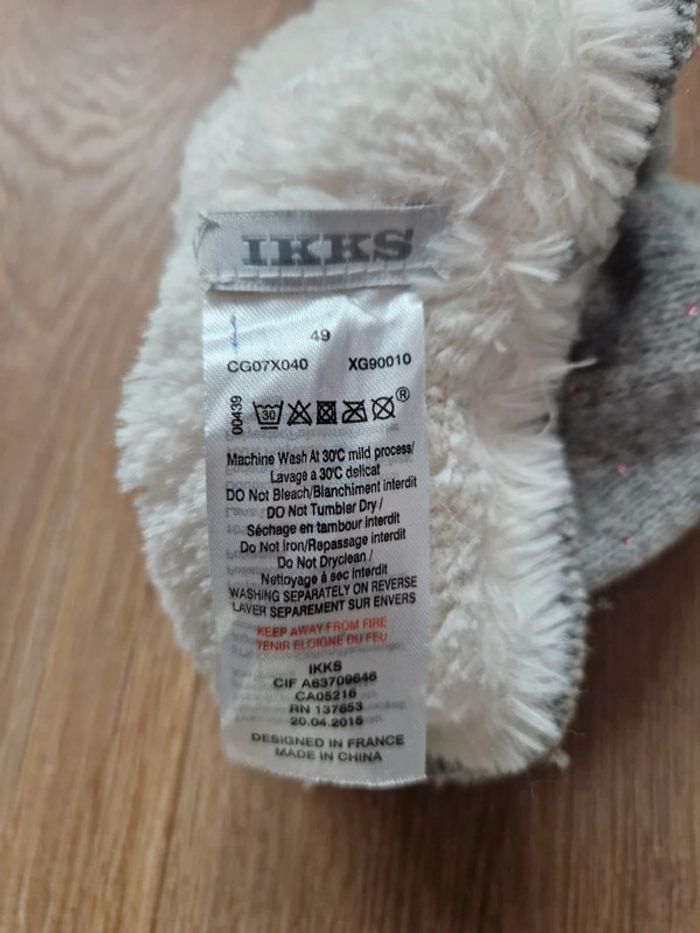 IKKS
49
CG07X040 XG90010
00439
30 ®
Machine Wash At 30°C mild process/
Lavage a 30°C delicat
DO Not Bleach/Blanchiment interdit
DO Not Tumbler Dry /
Séchage en tambour interdit
Do Not Iron/Repassage interdit
Do Not Dryclean /
Nettoyage à sec interdit
WASHING SEPARATELY ON REVERSE
LAVER SEPAREMENT SUR ENVERS
KEEP AWAY FROM FIRE
TENIR ELOIGNE DU FEU
IKKS
CIF A63709646
CA05216
RN 137653
20.04.2015
DESIGNED IN FRANCE
MADE IN CHINA